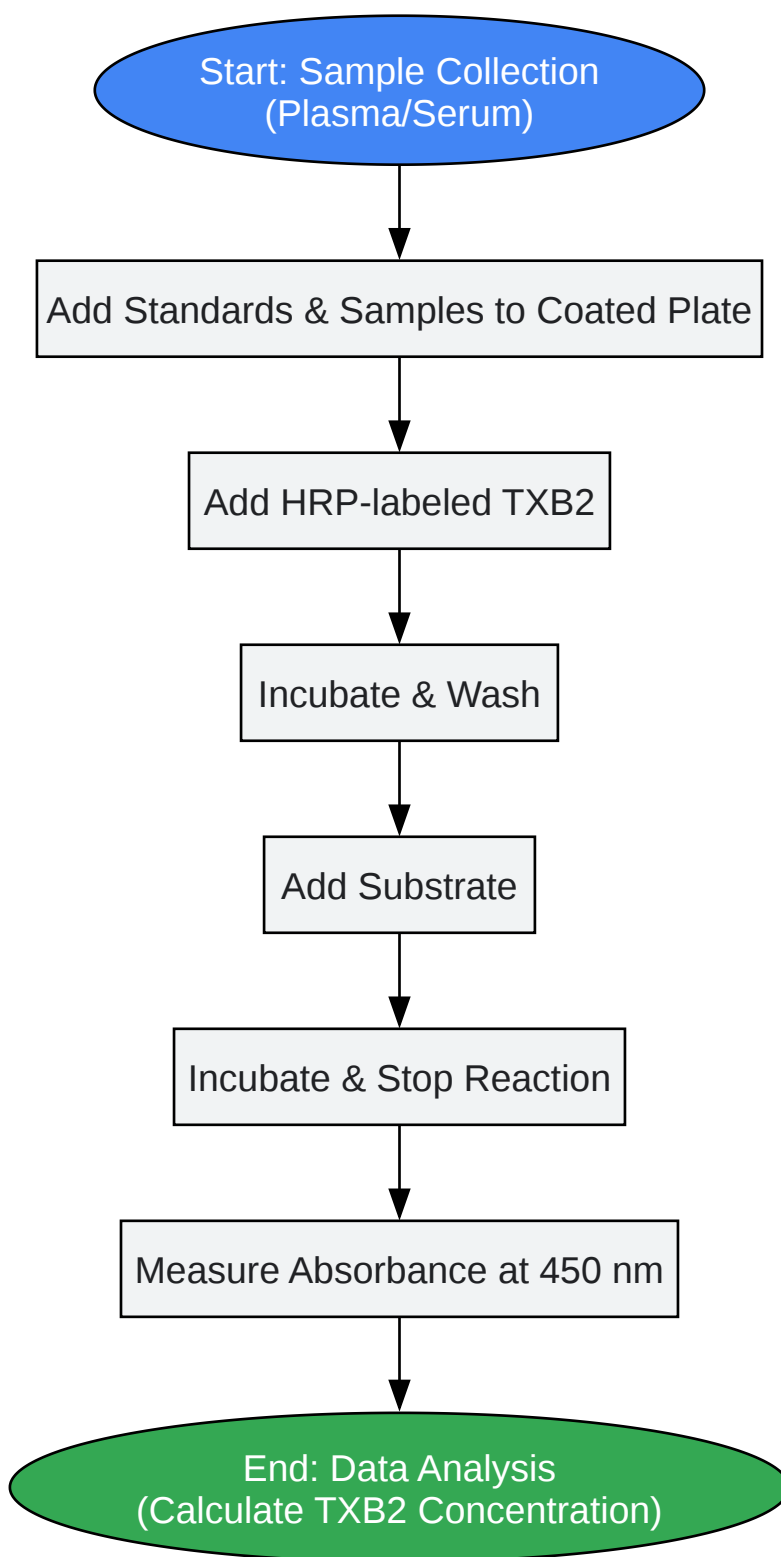 Start: Sample Collection
(Plasma/Serum)
Add Standards & Samples to Coated Plate
Add HRP-labeled TXB2
Incubate & Wash
Add Substrate
Incubate & Stop Reaction
Measure Absorbance at 450 nm
End: Data Analysis
(Calculate TXB2 Concentration)